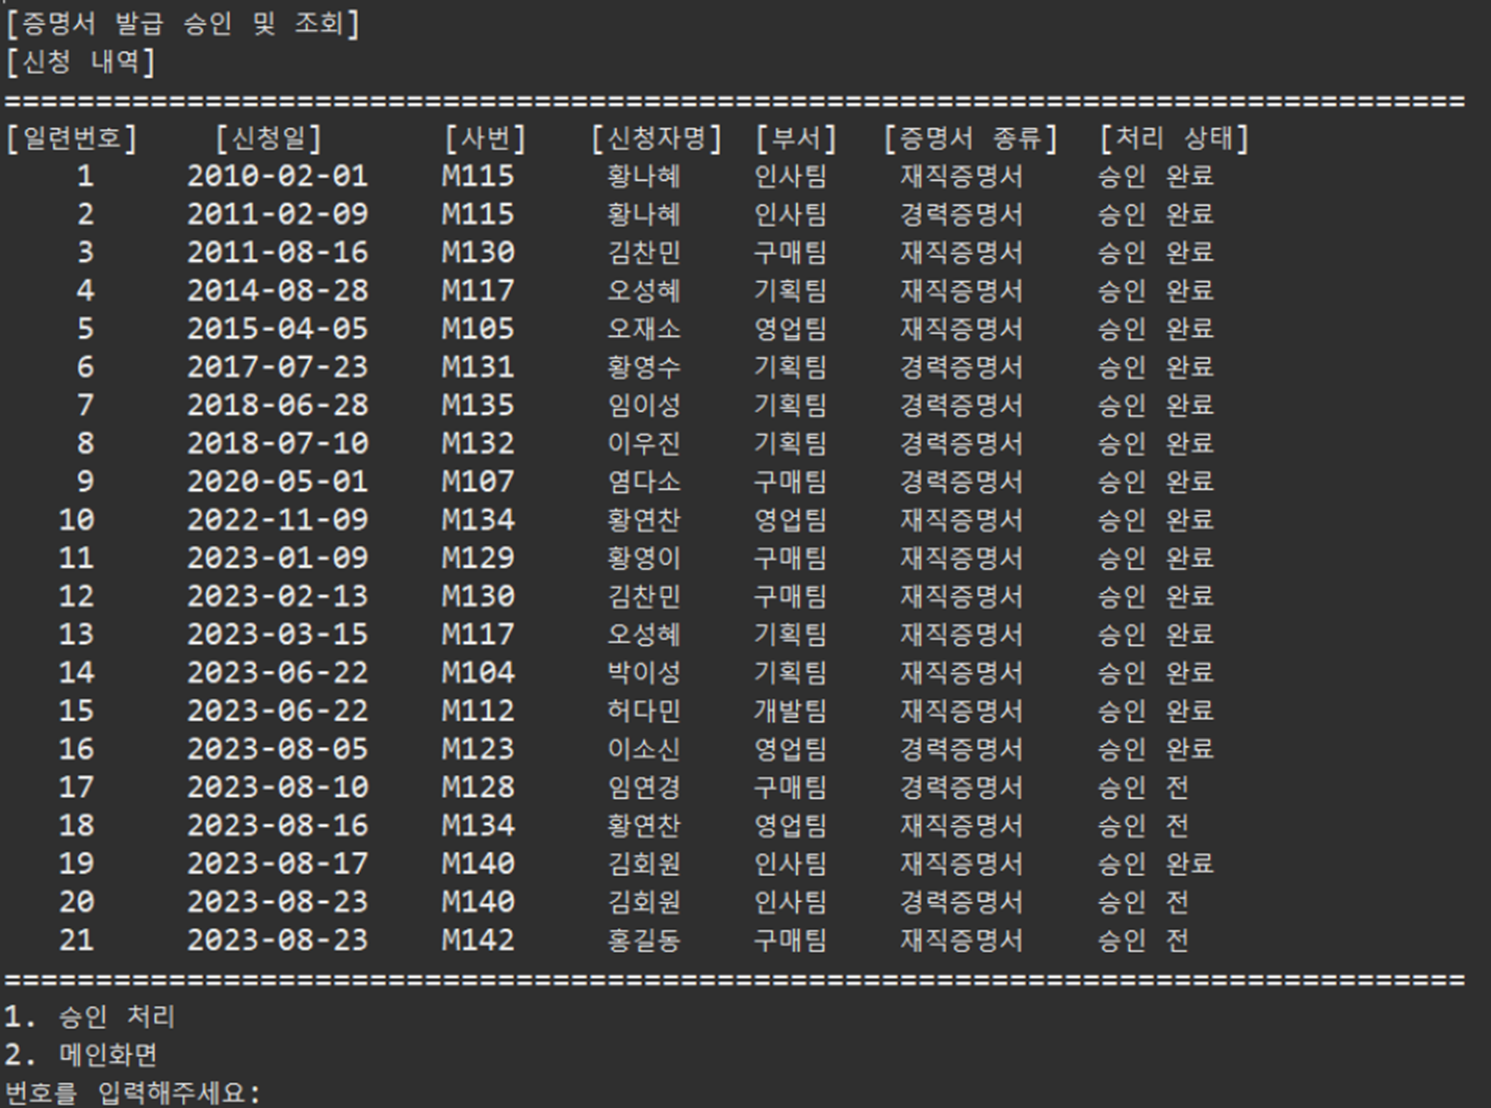 [증명서 발급 승인 및 조회]
[신청 내역]
================================================================================
[일련번호] [신청일] [사번] [신청자명] [부서] [증명서 종류] [처리 상태]
1 2010-02-01 M115 황나혜 인사팀 재직증명서 승인 완료
2 2011-02-09 M115 황나혜 인사팀 경력증명서 승인 완료
3 2011-08-16 M130 김찬민 구매팀 재직증명서 승인 완료
4 2014-08-28 M117 오성혜 기획팀 재직증명서 승인 완료
5 2015-04-05 M105 오재소 영업팀 재직증명서 승인 완료
6 2017-07-23 M131 황영수 기획팀 경력증명서 승인 완료
7 2018-06-28 M135 임이성 기획팀 경력증명서 승인 완료
8 2018-07-10 M132 이우진 기획팀 경력증명서 승인 완료
9 2020-05-01 M107 염다소 구매팀 경력증명서 승인 완료
10 2022-11-09 M134 황연찬 영업팀 재직증명서 승인 완료
11 2023-01-09 M129 황영이 구매팀 재직증명서 승인 완료
12 2023-02-13 M130 김찬민 구매팀 재직증명서 승인 완료
13 2023-03-15 M117 오성혜 기획팀 재직증명서 승인 완료
14 2023-06-22 M104 박이성 기획팀 재직증명서 승인 완료
15 2023-06-22 M112 허다민 개발팀 재직증명서 승인 완료
16 2023-08-05 M123 이소신 영업팀 경력증명서 승인 완료
17 2023-08-10 M128 임연경 구매팀 경력증명서 승인 전
18 2023-08-16 M134 황연찬 영업팀 재직증명서 승인 전
19 2023-08-17 M140 김회원 인사팀 재직증명서 승인 완료
20 2023-08-23 M140 김회원 인사팀 경력증명서 승인 전
21 2023-08-23 M142 홍길동 구매팀 재직증명서 승인 전
================================================================================
1. 승인 처리
2. 메인화면
번호를 입력해주세요: